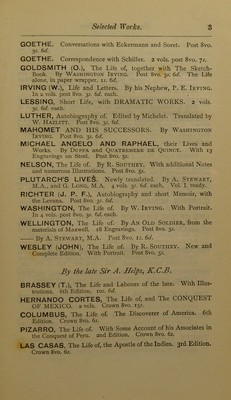 Selected Works. 3
GOETHE. Conversations with Eckermann and Soret. Post 8vo.
3s. 6d.
GOETHE. Correspondence with Schiller. 2 vols. post 8vo. 7s.
GOLDSMITH (O.), The Life of, together with The Sketch-
Book. By WASHINGTON IRVING. Post 8vo. 3s. 6d. The Life
alone, in paper wrapper. 1s. 6d.
IRVING (W.), Life and Letters. By his Nephew, P. E. IRVING.
In 2 vols. post 8vo. 3s. 6d. each.
LESSING, Short Life, with DRAMATIC WORKS. 2 vols.
3s. 6d. each.
LUTHER, Autobiography of. Edited by Michelet. Translated by
W. HAZLITT. Post 8vo. 3s. 6d.
MAHOMET AND HIS SUCCESSORS. By WASHINGTON
IRVING. Post 8vo. 3s. 6d.
MICHAEL ANGELO AND RAPHAEL, their Lives and
Works. By DUPPA and QUATREMERE DE QUINCY. With 13
Engravings on Steel. Post 8vo. 5s.
NELSON, The Life of. By R. SOUTHEY. With additional Notes
and numerous Illustrations. Post 8vo. 5s.
PLUTARCH'S LIVES. Newly translated. By A. STEWART,
M.A., and G. LONG, M.A. 4 vols. 3s. 6d. each, Vol. I. ready.
RICHTER (J. P. F.), Autobiography and short Memoir, with
the Levana. Post 8vo. 3s. 6d.
WASHINGTON, The Life of. By W. IRVING. With Portrait.
In 4 vols. post 8vo. 3s. 6d. each.
WELLINGTON, The Life of. By AN OLD SOLDIER, from the
materials of Maxwell. 18 Engravings. Post 8vo. 5s.
—— By A. STEWART, M.A. Post 8vo. 1s. 6d.
WESLEY (JOHN), The Life of. By R. SOUTHEY. New and
Complete Edition. With Portrait. Post 8vo. 5s.
By the late Sir A. Helps, K.C.B.
BRASSEY (T.), The Life and Labours of the late. With Illus-
trations. 6th Edition. 10s. 6d.
HERNANDO CORTES, The Life of, and The CONQUEST
OF MEXICO. 2 vols. Crown 8vo. 15s.
COLUMBUS, The Life of. The Discoverer of America. 6th
Edition. Crown 8vo. 6s.
PIZARRO, The Life of. With Some Account of his Associates in
the Conquest of Peru. 2nd Edition. Crown 8vo. 6s.
LAS CASAS, The Life of, the Apostle of the Indies. 3rd Edition.
Crown 8vo. 6s.